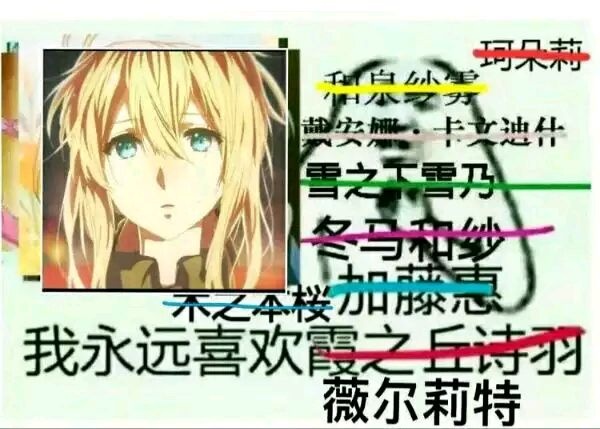 珂朵莉
和泉纱雾
戴安娜·卡文迪什
雪之下雪乃
冬马和纱
加藤惠
木之本桜
我永远喜欢霞之丘诗羽
薇尔莉特